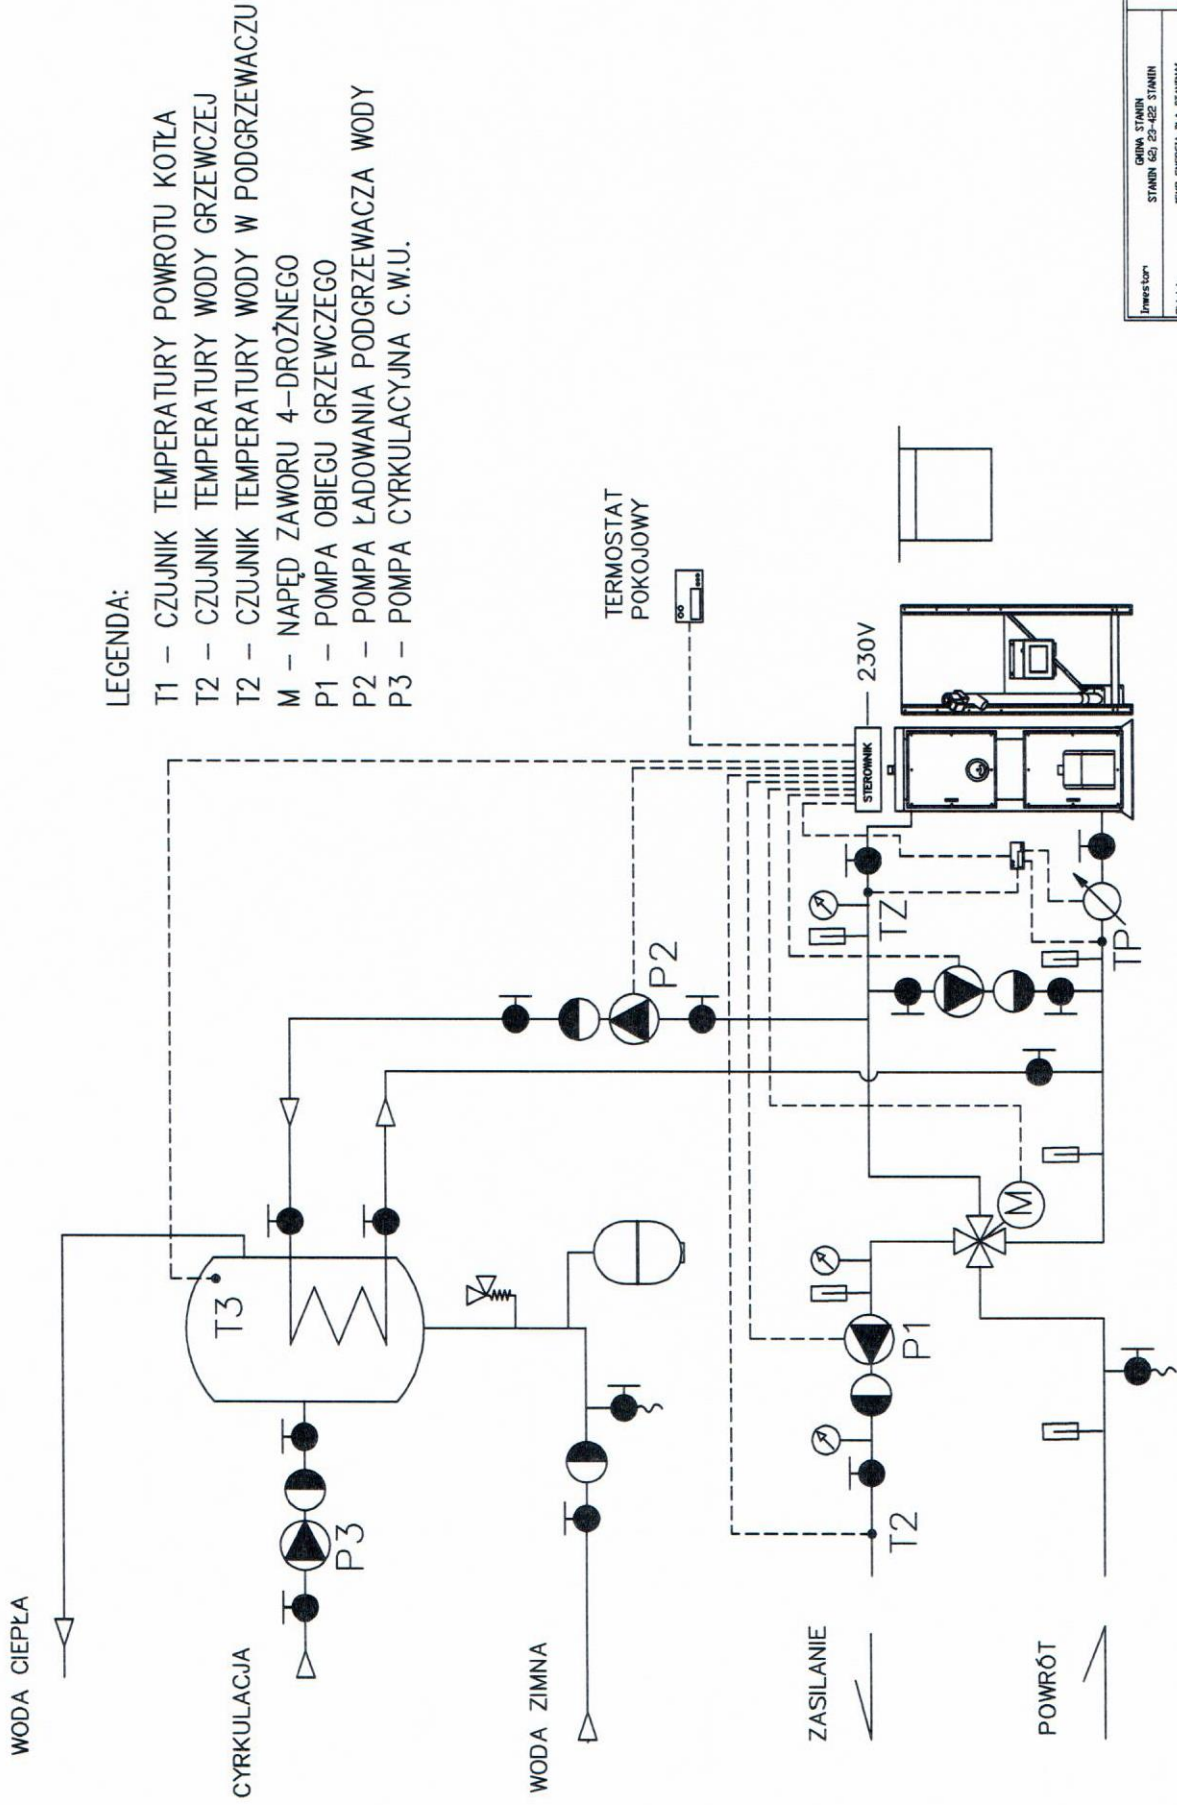 LEGENDA:
T1 – CZUJNIK TEMPERATURY POWROTU KOTŁA
T2 – CZUJNIK TEMPERATURY WODY GRZEWCZEJ
T2 – CZUJNIK TEMPERATURY WODY W PODGRZEWACZU
M – NAPĘD ZAWORU 4–DROŻNEGO
P1 – POMPA OBIEGU GRZEWCZEGO
P2 – POMPA ŁADOWANIA PODGRZEWACZA WODY
P3 – POMPA CYRKULACYJNA C.W.U.
WODA CIEPŁA
CYRKULACJA
WODA ZIMNA
ZASILANIE
POWRÓT
T3
P3
P2
P1
T2
M
TZ
TP
TERMOSTAT
POKOJOWY
STEROWNIK
230V
Inwestor:
GMINA STANIN
STANIN 62; 23-422 STANIN